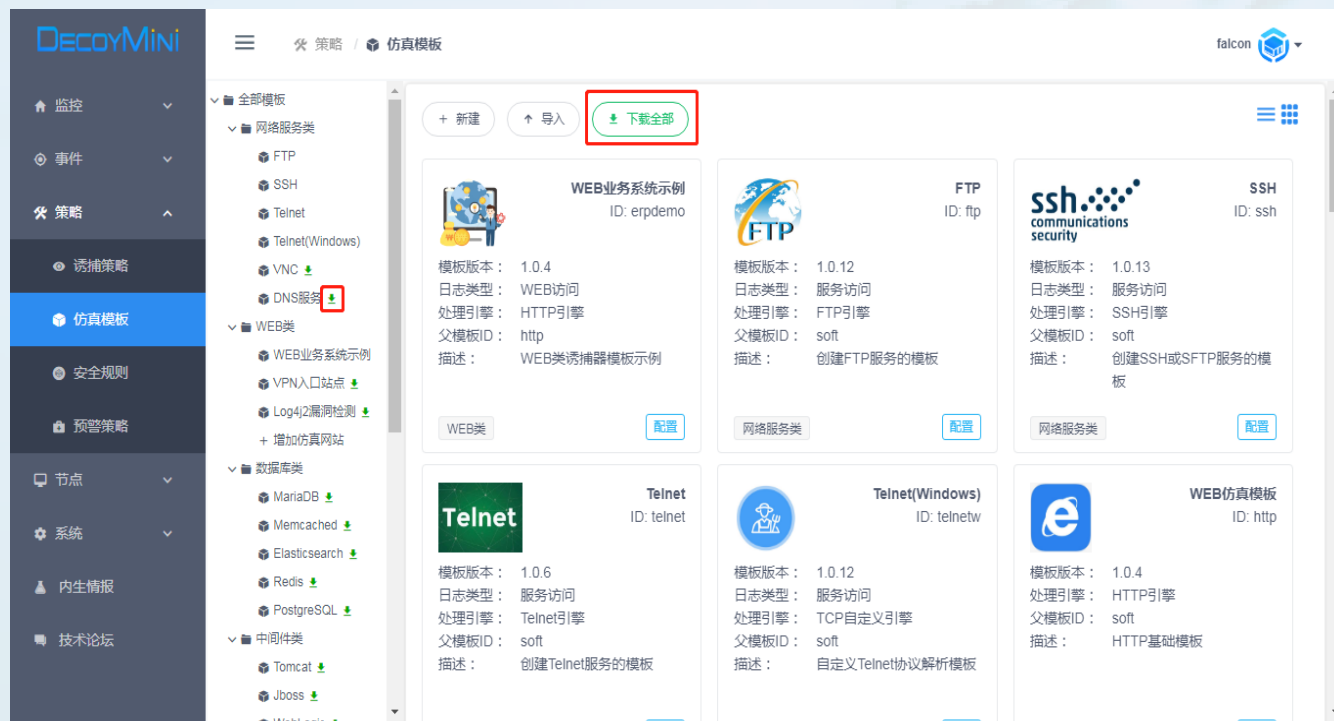 DecoyMini
策略 / 仿真模板
falcon
监控
事件
策略
诱捕策略
仿真模板
安全规则
预警策略
节点
系统
内生情报
技术论坛
全部模板
网络服务类
FTP
SSH
Telnet
Telnet(Windows)
VNC
DNS服务
WEB类
WEB业务系统示例
VPN入口站点
Log4j2漏洞检测
+ 增加仿真网站
数据库类
MariaDB
Memcached
Elasticsearch
Redis
PostgreSQL
中间件类
Tomcat
Jboss
+ 新建
导入
下载全部
WEB业务系统示例
ID: erpdemo
模板版本： 1.0.4
日志类型： WEB访问
处理引擎： HTTP引擎
父模板ID： http
描述： WEB类诱捕器模板示例
WEB类
配置
FTP
FTP
ID: ftp
模板版本： 1.0.12
日志类型： 服务访问
处理引擎： FTP引擎
父模板ID： soft
描述： 创建FTP服务的模板
网络服务类
配置
ssh
communications
security
SSH
ID: ssh
模板版本： 1.0.13
日志类型： 服务访问
处理引擎： SSH引擎
父模板ID： soft
描述： 创建SSH或SFTP服务的模
板
网络服务类
配置
Telnet
Telnet
ID: telnet
模板版本： 1.0.6
日志类型： 服务访问
处理引擎： Telnet引擎
父模板ID： soft
描述： 创建Telnet服务的模板
Telnet(Windows)
ID: telnetw
模板版本： 1.0.12
日志类型： 服务访问
处理引擎： TCP自定义引擎
父模板ID： soft
描述： 自定义Telnet协议解析模板
WEB仿真模板
ID: http
模板版本： 1.0.4
处理引擎： HTTP引擎
父模板ID： soft
描述： HTTP基础模板